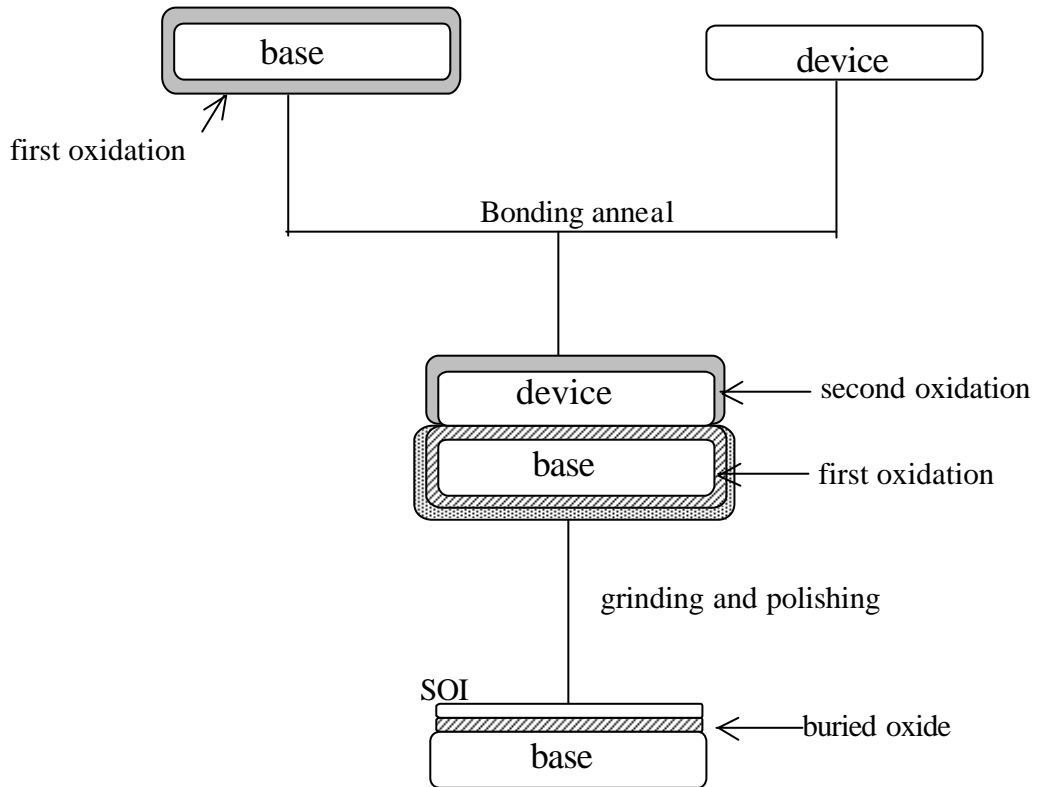 base
device
first oxidation
Bonding anneal
device
second oxidation
base
first oxidation
grinding and polishing
SOI
buried oxide
base